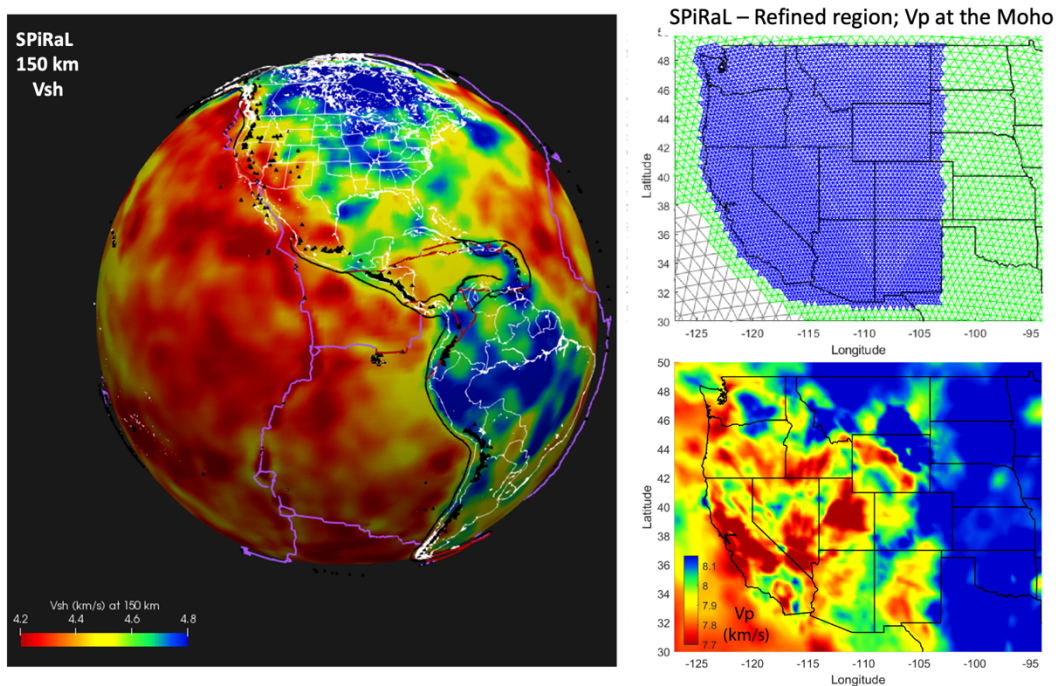 SPiRaL
150 km
Vsh
Vsh (km/s) at 150 km
4.2 4.4 4.6 4.8
SPiRaL – Refined region; Vp at the Moho
48
46
44
42
40
38
36
34
32
30
Latitude
-125 -120 -115 -110 -105 -100 -95
Longitude
50
48
46
44
42
40
38
36
34
32
30
Latitude
8.1
8
7.9
7.8
7.7
Vp
(km/s)
-125 -120 -115 -110 -105 -100 -95
Longitude